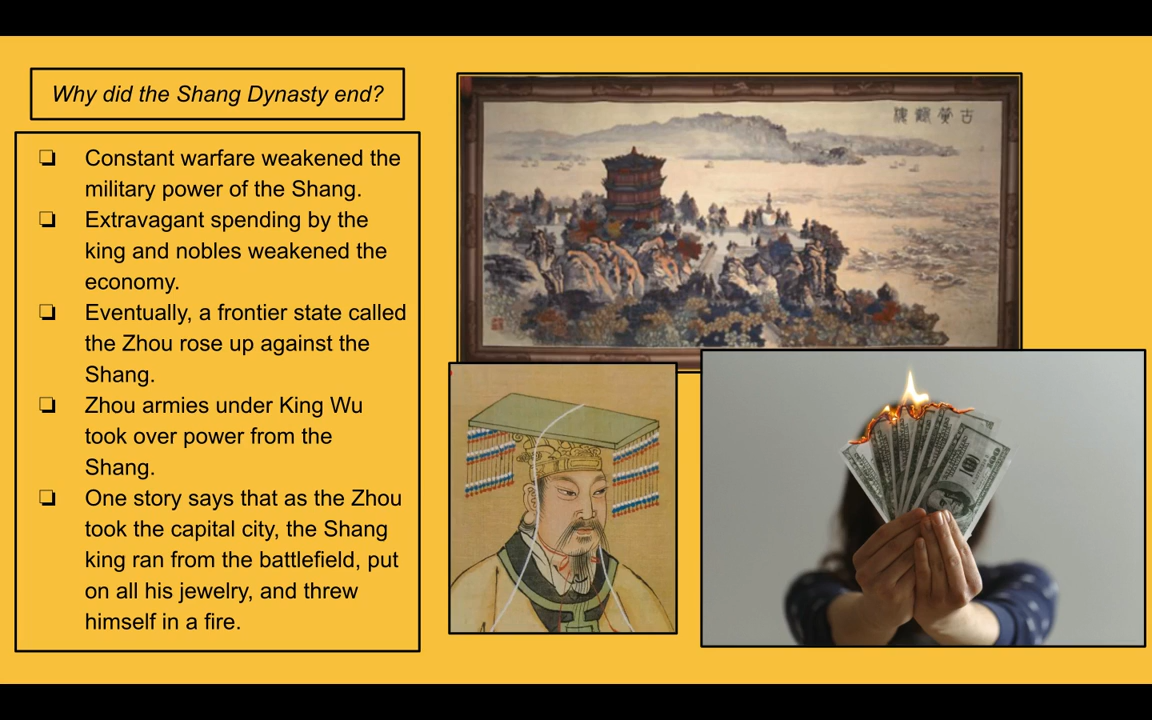 Why did the Shang Dynasty end?
Constant warfare weakened the
military power of the Shang.
Extravagant spending by the
king and nobles weakened the
economy.
Eventually, a frontier state called
the Zhou rose up against the
Shang.
Zhou armies under King Wu
took over power from the
Shang.
One story says that as the Zhou
took the capital city, the Shang
king ran from the battlefield, put
on all his jewelry, and threw
himself in a fire.
100